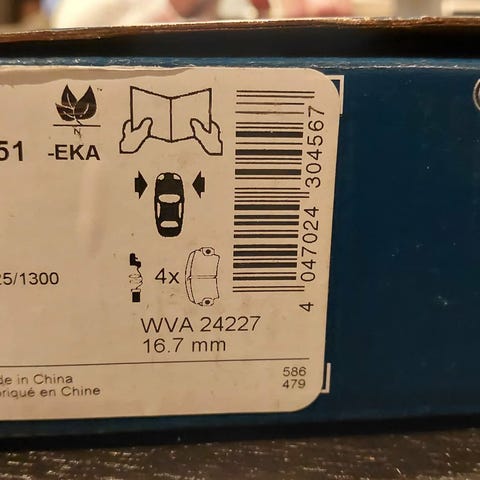 N
51 -EKA
25/1300
4x
WVA 24227
16.7 mm
4 047024 304567
de in China
briqué en Chine
586
479